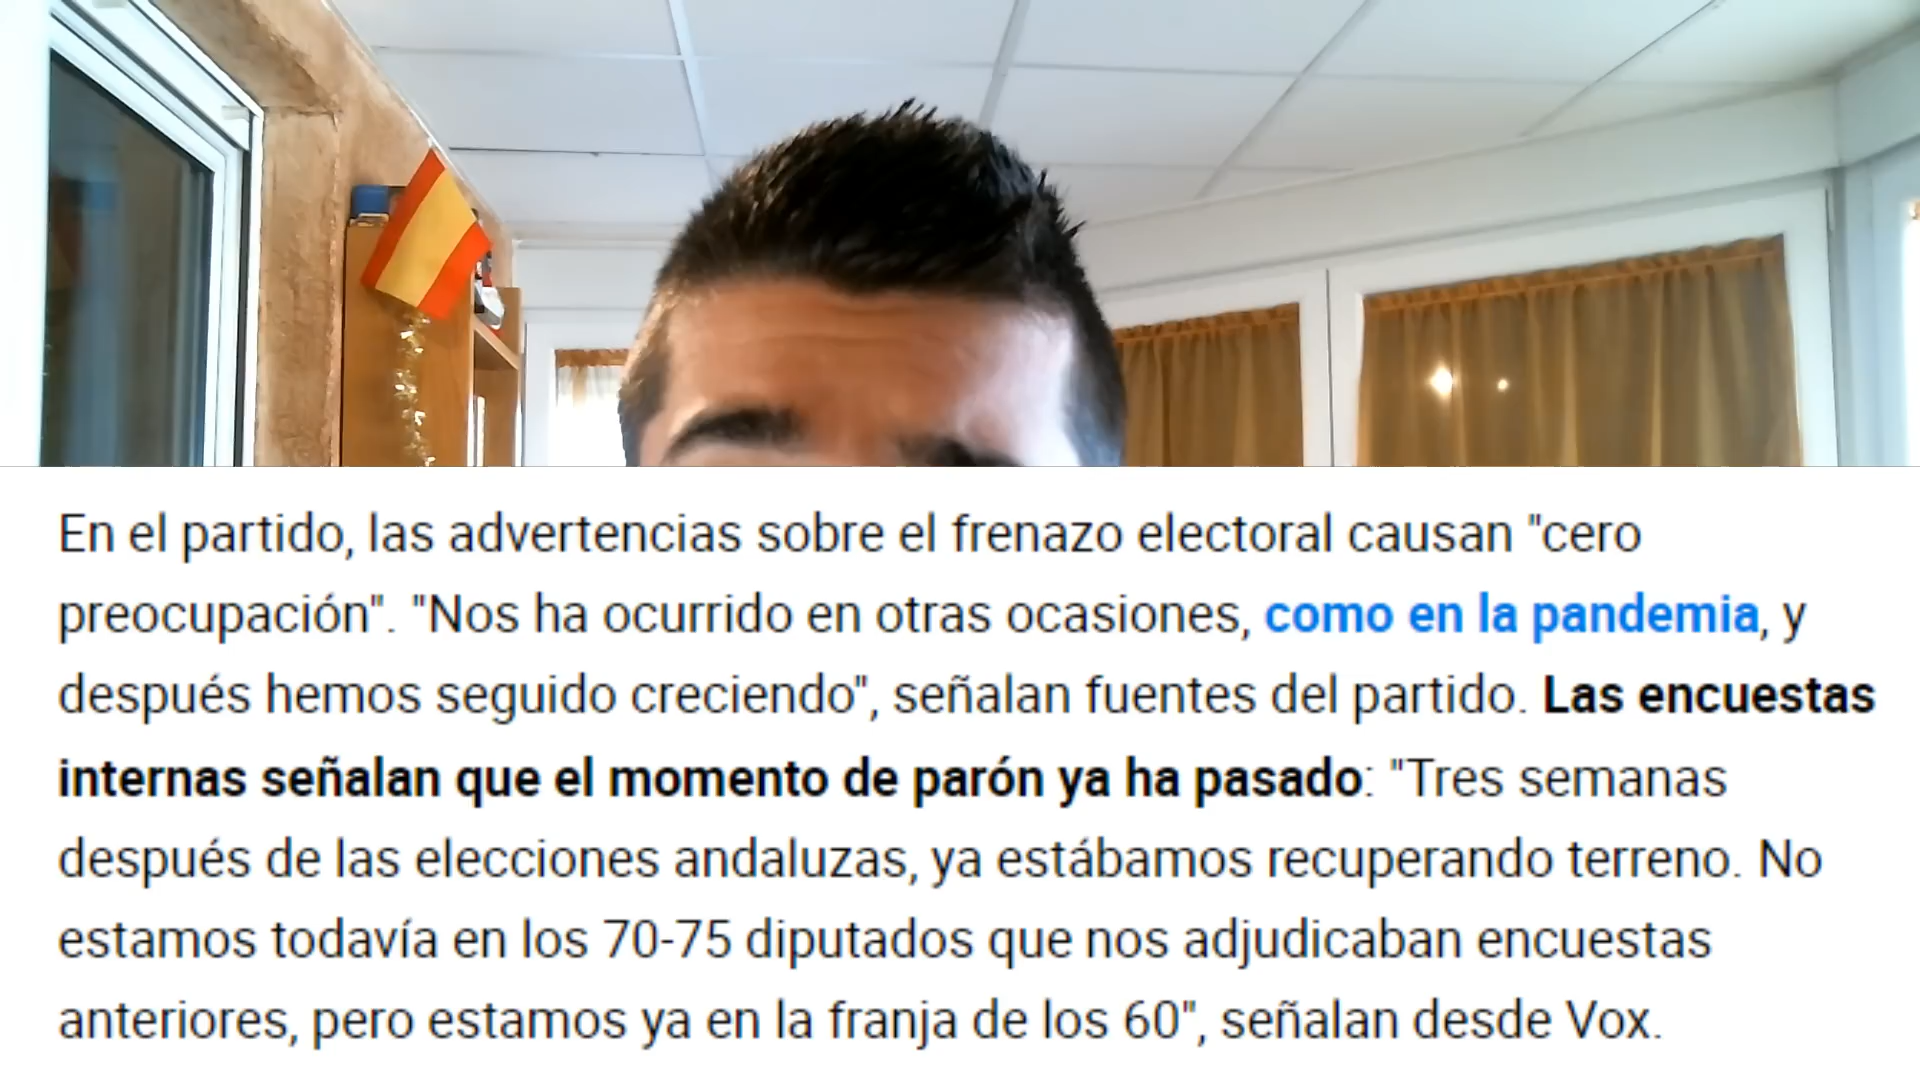 En el partido, las advertencias sobre el frenazo electoral causan "cero
preocupación". "Nos ha ocurrido en otras ocasiones, como en la pandemia, y
después hemos seguido creciendo", señalan fuentes del partido. Las encuestas
internas señalan que el momento de parón ya ha pasado: "Tres semanas
después de las elecciones andaluzas, ya estábamos recuperando terreno. No
estamos todavía en los 70-75 diputados que nos adjudicaban encuestas
anteriores, pero estamos ya en la franja de los 60", señalan desde Vox.